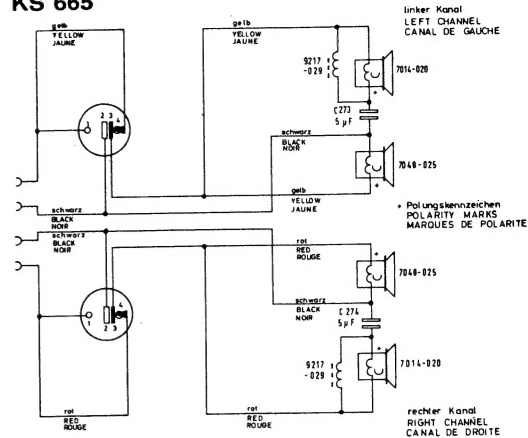 KS 665
linker Kanal
LEFT CHANNEL
CANAL DE GAUCHE
gelb
YELLOW
JAUNE
gelb
YELLOW
JAUNE
9217
-029
7014-020
+
C273
5 µF
2 3
1
4
schwarz
BLACK
NOIR
+
7048-025
gelb
YELLOW
JAUNE
schwarz
BLACK
NOIR
+ Polungskennzeichen
POLARITY MARKS
MARQUES DE POLARITE
schwarz
BLACK
NOIR
rot
RED
ROUGE
+
7048-025
schwarz
BLACK
NOIR
C 274
5 µF
4
1
2 3
+
9217
-029
7014-020
rot
RED
ROUGE
rot
RED
ROUGE
rechter Kanal
RIGHT CHANNEL
CANAL DE DROITE